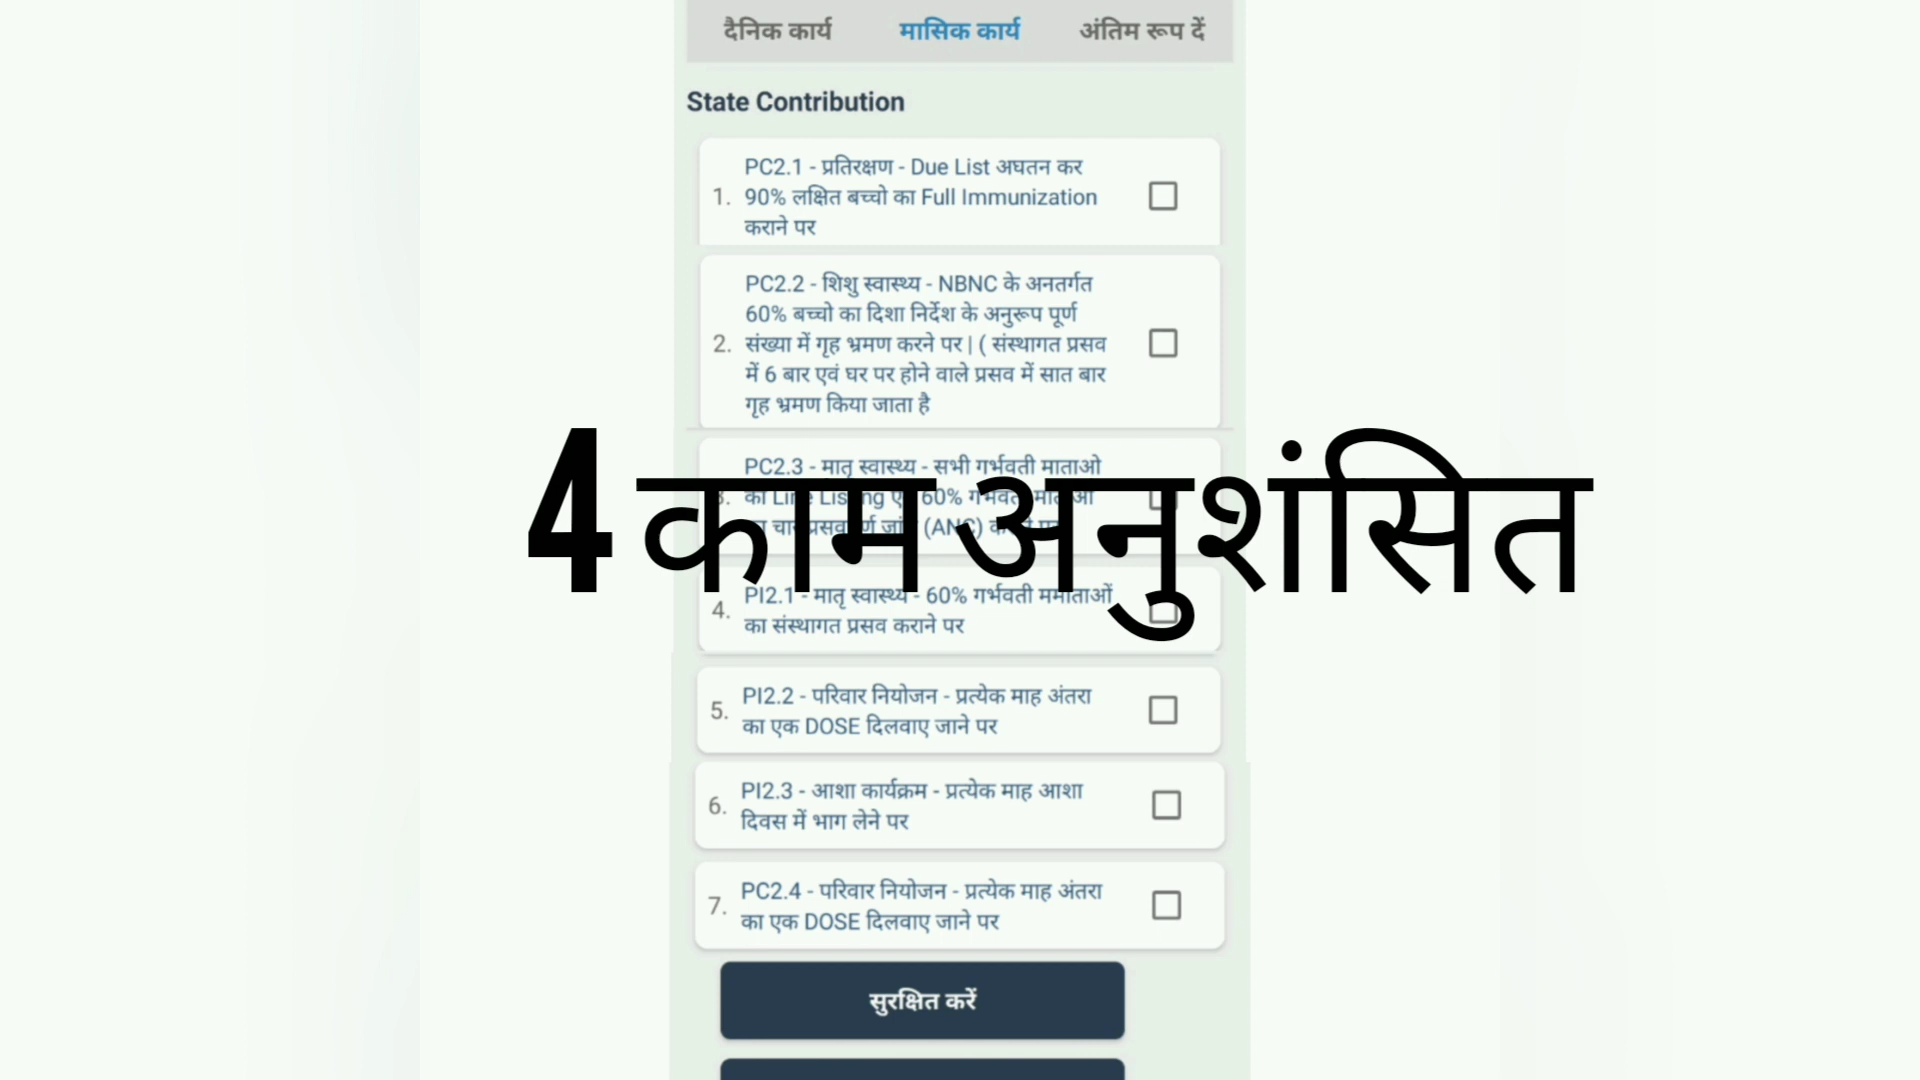 दैनिक कार्य मासिक कार्य अंतिम रूप दें
State Contribution
PC2.1 - प्रतिरक्षण - Due List अघतन कर
1. 90% लक्षित बच्चो का Full Immunization
कराने पर
PC2.2 - शिशु स्वास्थ्य - NBNC के अनतर्गत
60% बच्चो का दिशा निर्देश के अनुरूप पूर्ण
2. संख्या में गृह भ्रमण करने पर | ( संस्थागत प्रसव
में 6 बार एवं घर पर होने वाले प्रसव में सात बार
गृह भ्रमण किया जाता है
PC2.3 - मातृ स्वास्थ्य - सभी गर्भवती माताओ
60%
(ANC)
4 काम अनुशंसित
PI2.1 - मातृ स्वास्थ्य - 60% गर्भवती ममाताओं
4. का संस्थागत प्रसव कराने पर
PI2.2 - परिवार नियोजन - प्रत्येक माह अंतरा
5. का एक DOSE दिलवाए जाने पर
PI2.3 - आशा कार्यक्रम - प्रत्येक माह आशा
6. दिवस में भाग लेने पर
PC2.4 - परिवार नियोजन - प्रत्येक माह अंतरा
7. का एक DOSE दिलवाए जाने पर
सुरक्षित करें